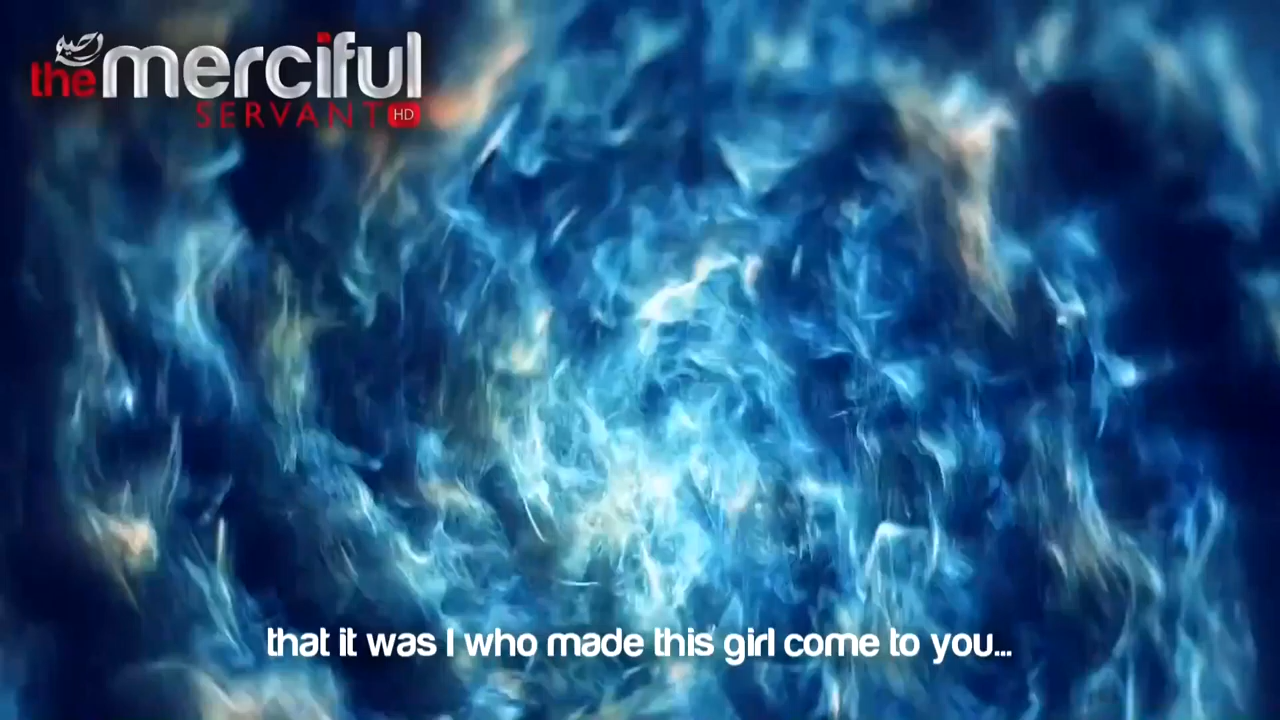 the merciful
SERVANT HD
that it was I who made this girl come to you...